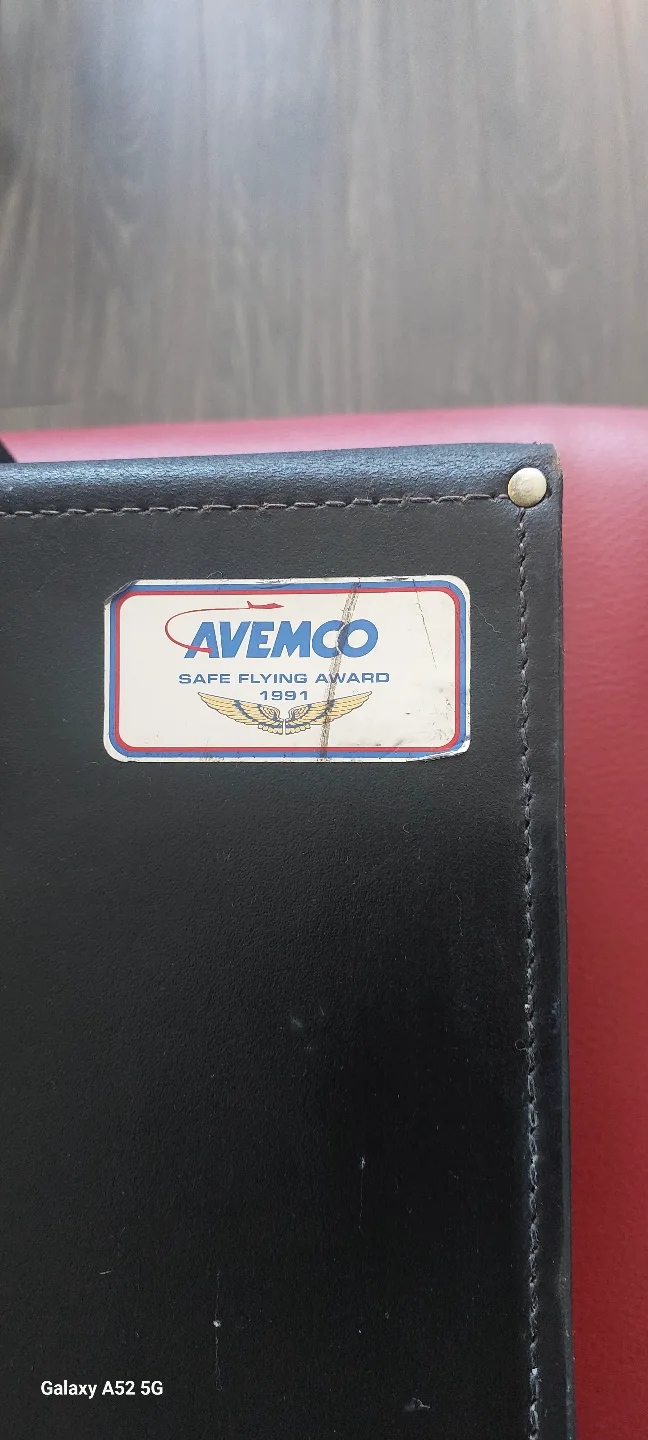 AVEMCO
SAFE FLYING AWARD
1991
Galaxy A52 5G